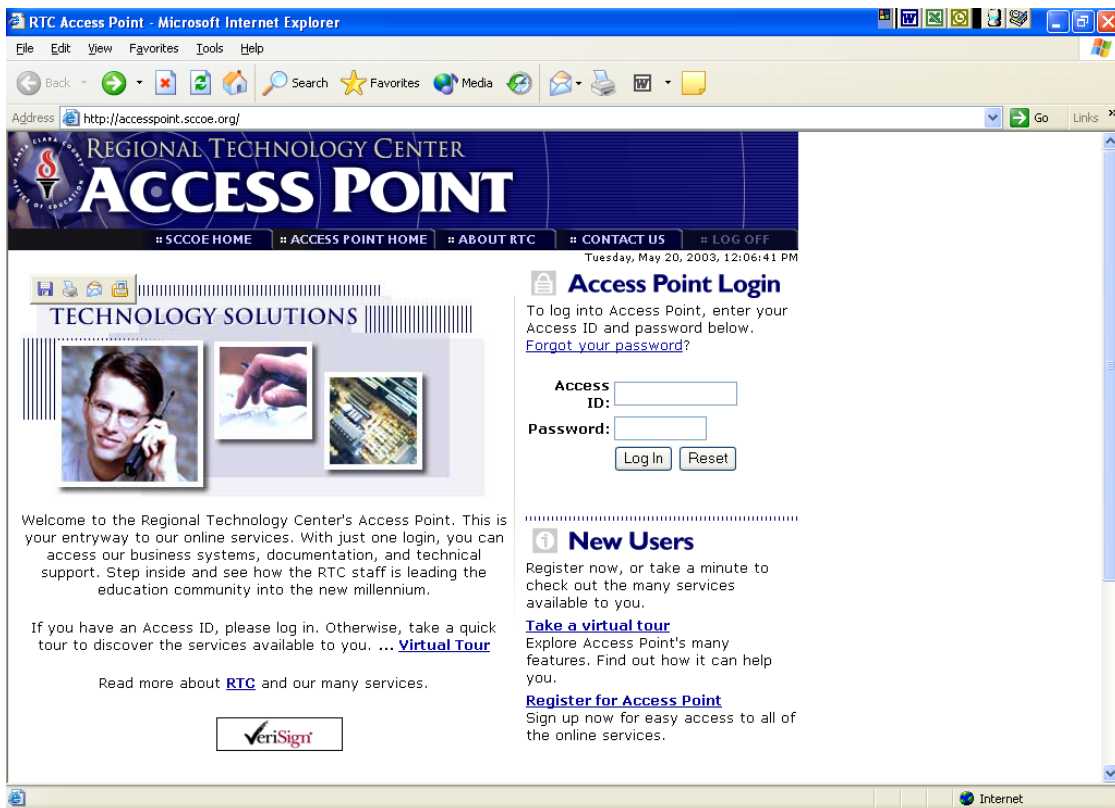 RTC Access Point - Microsoft Internet Explorer
File Edit View Favorites Tools Help
Back Search Favorites Media
Address http://accesspoint.sccoe.org/ Go Links »
SANTA CLARA COUNTY
OFFICE OF EDUCATION
REGIONAL TECHNOLOGY CENTER
ACCESS POINT
:: SCCOE HOME :: ACCESS POINT HOME :: ABOUT RTC :: CONTACT US :: LOG OFF
Tuesday, May 20, 2003, 12:06:41 PM
TECHNOLOGY SOLUTIONS
Welcome to the Regional Technology Center's Access Point. This is
your entryway to our online services. With just one login, you can
access our business systems, documentation, and technical
support. Step inside and see how the RTC staff is leading the
education community into the new millennium.
If you have an Access ID, please log in. Otherwise, take a quick
tour to discover the services available to you. ... Virtual Tour
Read more about RTC and our many services.
VeriSign
Access Point Login
To log into Access Point, enter your
Access ID and password below.
Forgot your password?
Access
ID:
Password:
Log In Reset
New Users
Register now, or take a minute to
check out the many services
available to you.
Take a virtual tour
Explore Access Point's many
features. Find out how it can help
you.
Register for Access Point
Sign up now for easy access to all of
the online services.
Internet